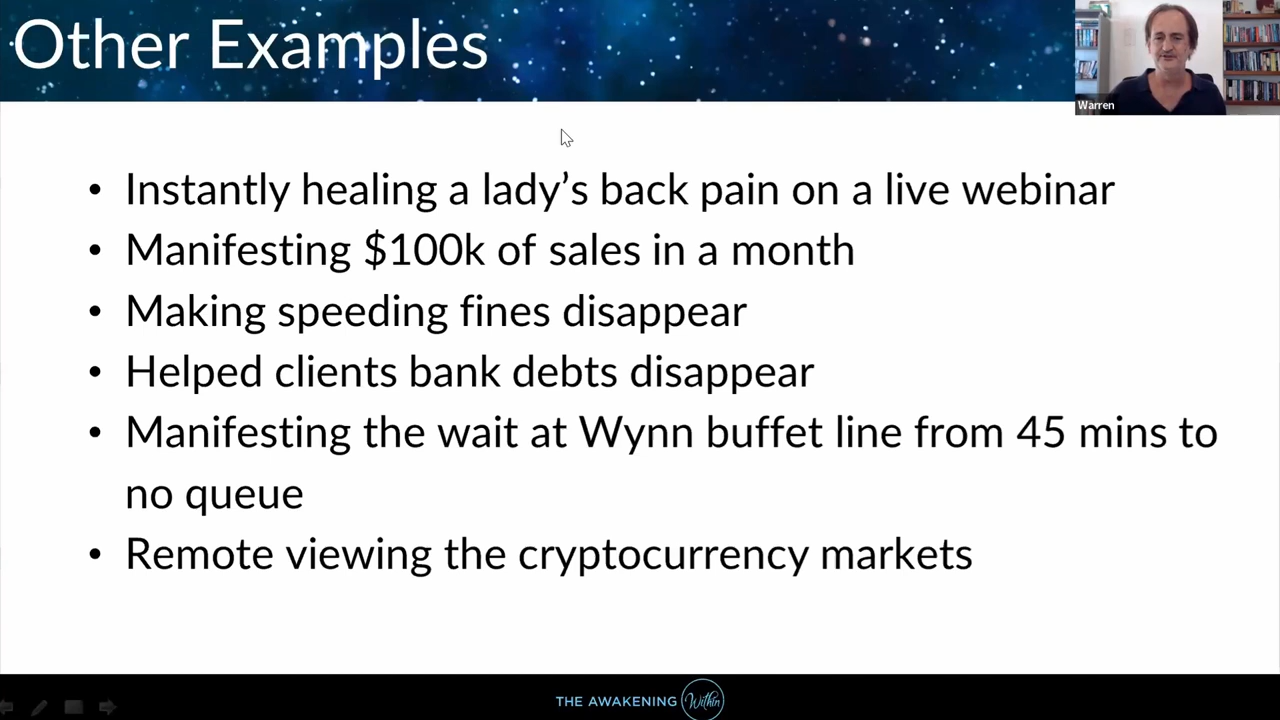 Other Examples
Warren
• Instantly healing a lady’s back pain on a live webinar
• Manifesting $100k of sales in a month
• Making speeding fines disappear
• Helped clients bank debts disappear
• Manifesting the wait at Wynn buffet line from 45 mins to
no queue
• Remote viewing the cryptocurrency markets
THE AWAKENING Within